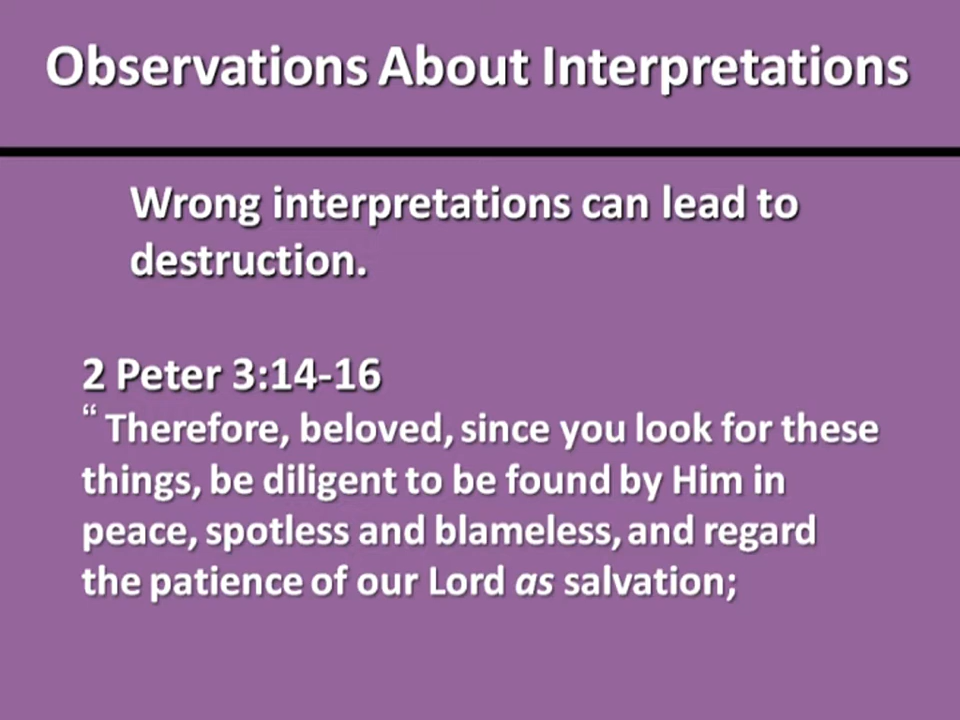 Observations About Interpretations
Wrong interpretations can lead to
destruction.
2 Peter 3:14-16
“ Therefore, beloved, since you look for these
things, be diligent to be found by Him in
peace, spotless and blameless, and regard
the patience of our Lord as salvation;